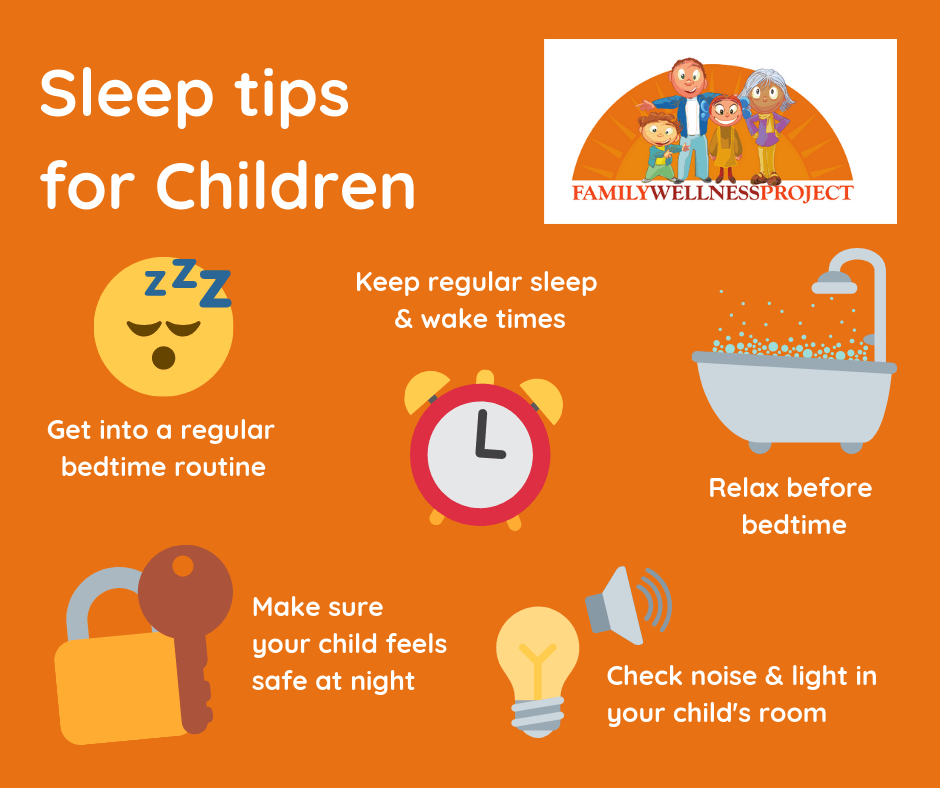 Sleep tips
for Children
FAMILYWELLNESSPROJECT
z z z
Get into a regular
bedtime routine
Keep regular sleep
& wake times
Relax before
bedtime
Make sure
your child feels
safe at night
Check noise & light in
your child's room